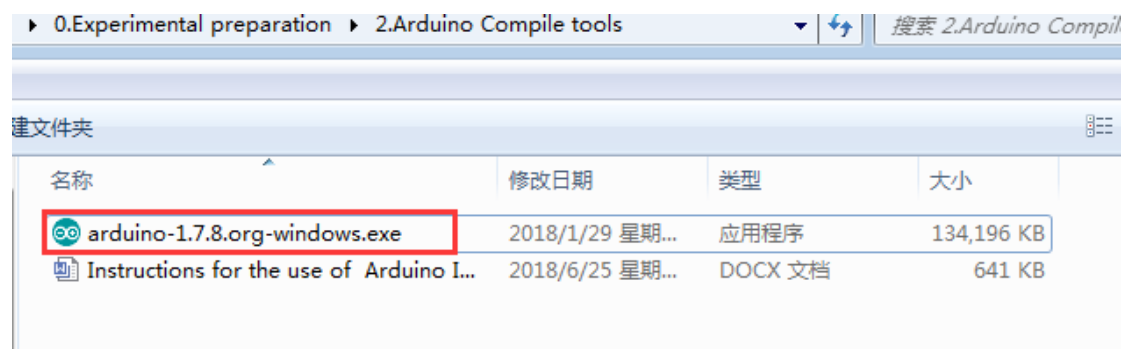 0.Experimental preparation 2.Arduino Compile tools 搜索 2.Arduino Compil
建文件夹
名称 修改日期 类型 大小
arduino-1.7.8.org-windows.exe 2018/1/29 星期... 应用程序 134,196 KB
Instructions for the use of Arduino I... 2018/6/25 星期... DOCX 文档 641 KB